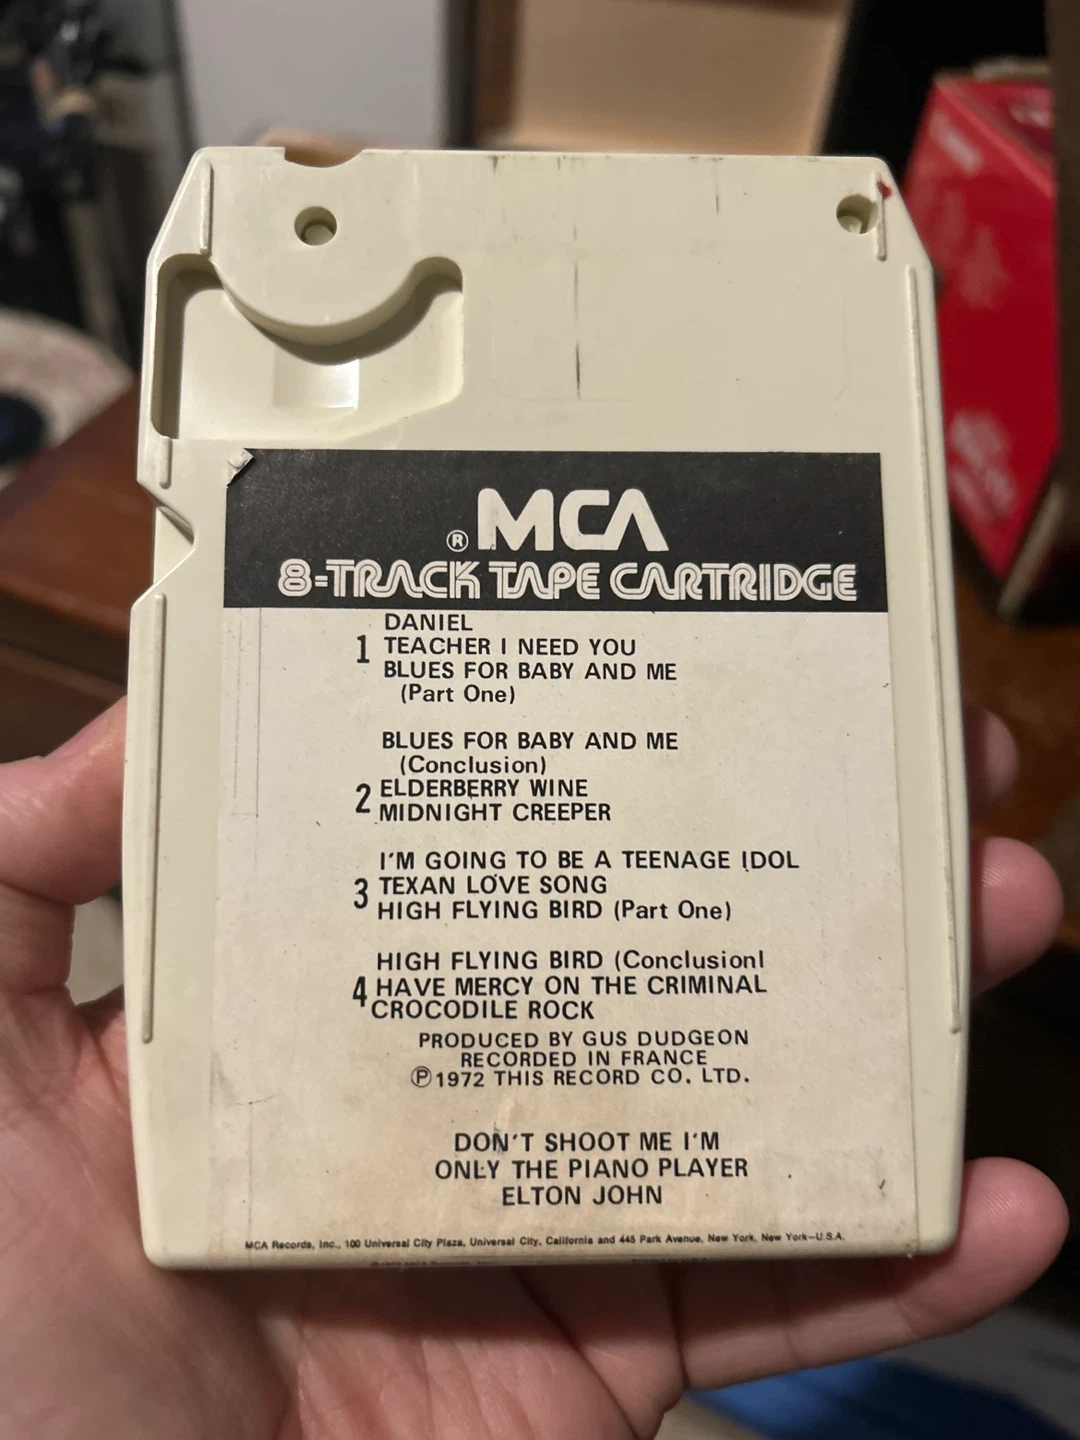 ® MCA
8-TRACK TAPE CARTRIDGE
DANIEL
1 TEACHER I NEED YOU
BLUES FOR BABY AND ME
(Part One)
BLUES FOR BABY AND ME
(Conclusion)
2 ELDERBERRY WINE
MIDNIGHT CREEPER
I'M GOING TO BE A TEENAGE IDOL
3 TEXAN LOVE SONG
HIGH FLYING BIRD (Part One)
HIGH FLYING BIRD (Conclusionl
4 HAVE MERCY ON THE CRIMINAL
CROCODILE ROCK
PRODUCED BY GUS DUDGEON
RECORDED IN FRANCE
℗1972 THIS RECORD CO. LTD.
DON'T SHOOT ME I'M
ONLY THE PIANO PLAYER
ELTON JOHN
MCA Records, Inc., 100 Universal City Plaza, Universal City, California and 445 Park Avenue, New York, New York—U.S.A.